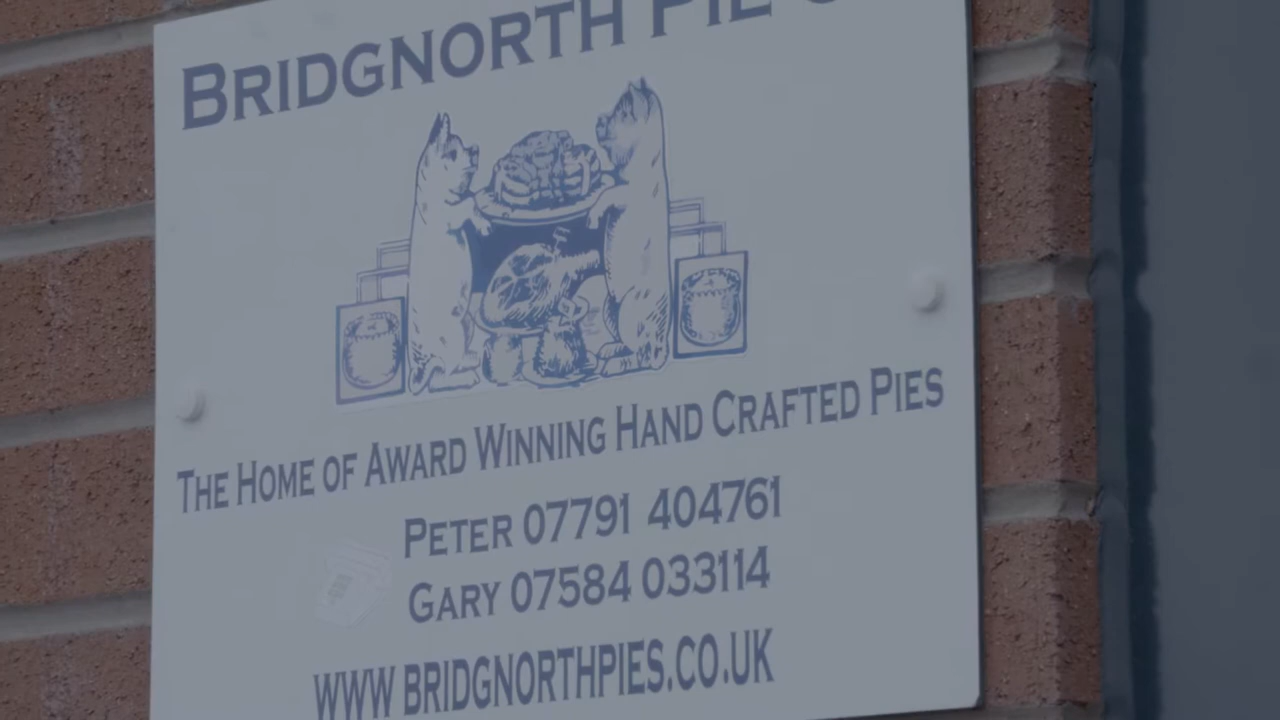 BRIDGNORTH PIE
THE HOME OF AWARD WINNING HAND CRAFTED PIES
PETER 07791 404761
GARY 07584 033114
WWW BRIDGNORTHPIES.CO.UK